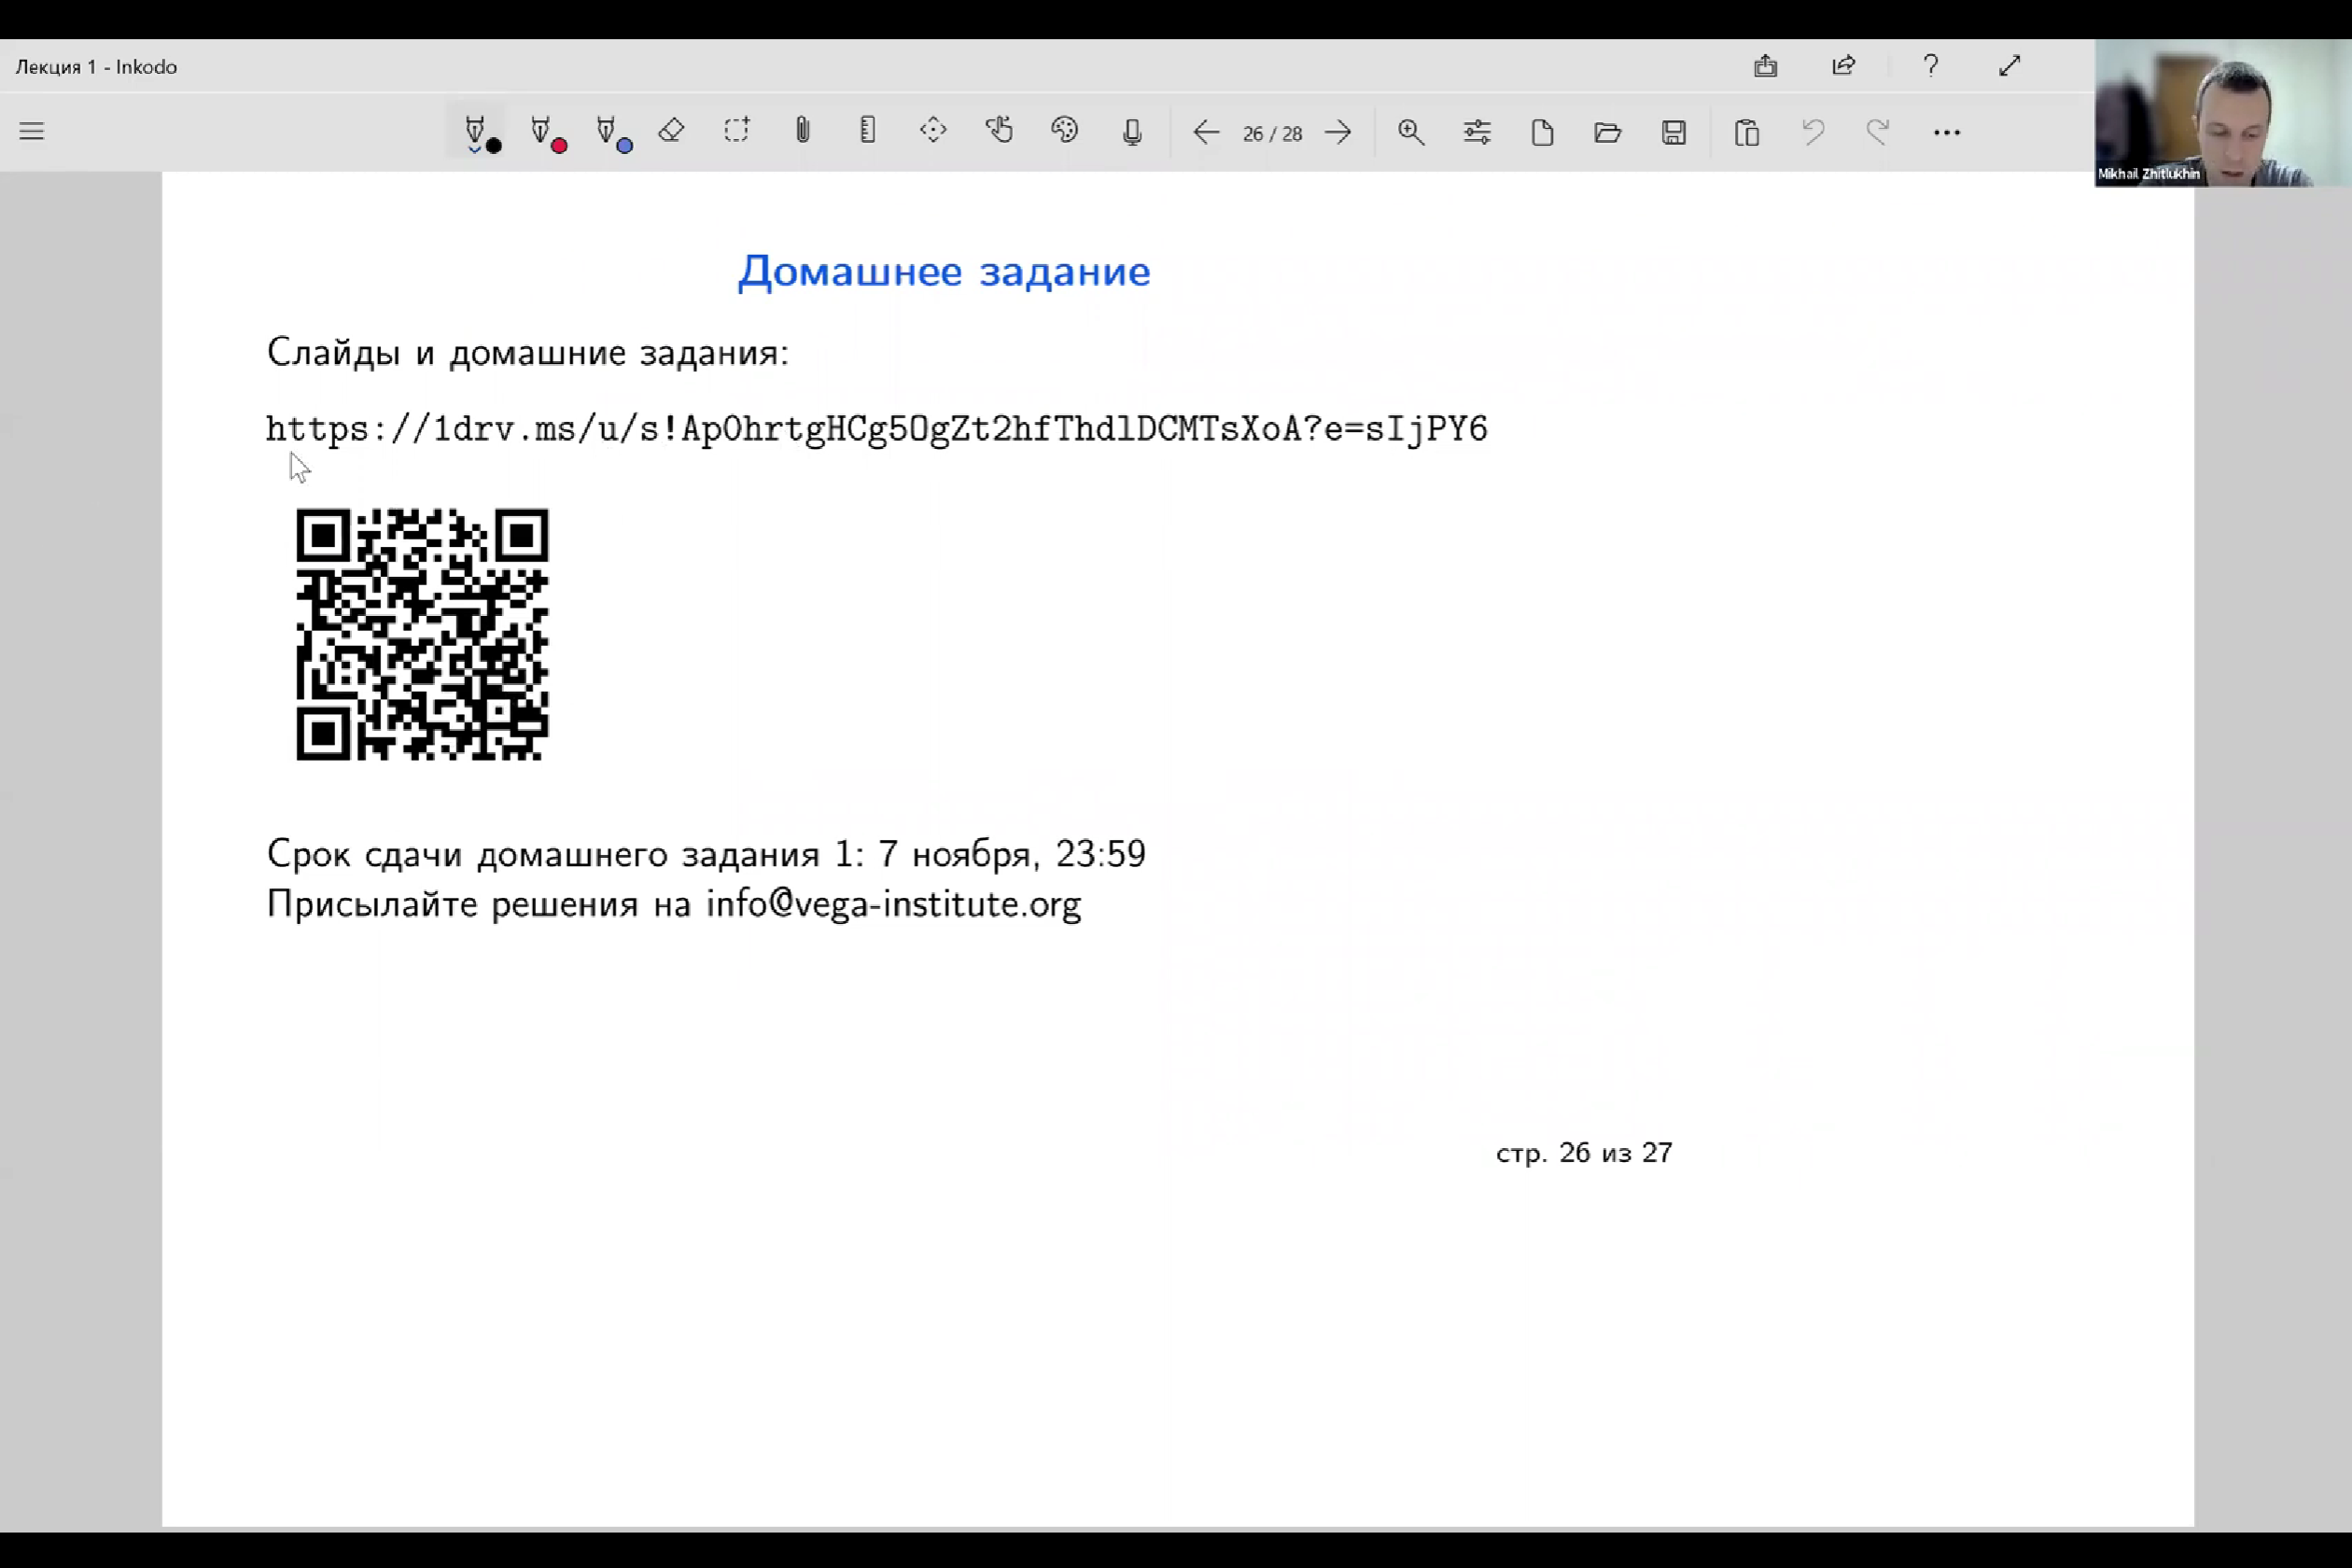 Лекция 1 - Inkodo
26 / 28
Mikhail Zhitlukhin
Домашнее задание
Слайды и домашние задания:
https://1drv.ms/u/s!Ap0hrtgHCg5OgZt2hfThdlDCMTsXoA?e=sIjPY6
Срок сдачи домашнего задания 1: 7 ноября, 23:59
Присылайте решения на info@vega-institute.org
стр. 26 из 27